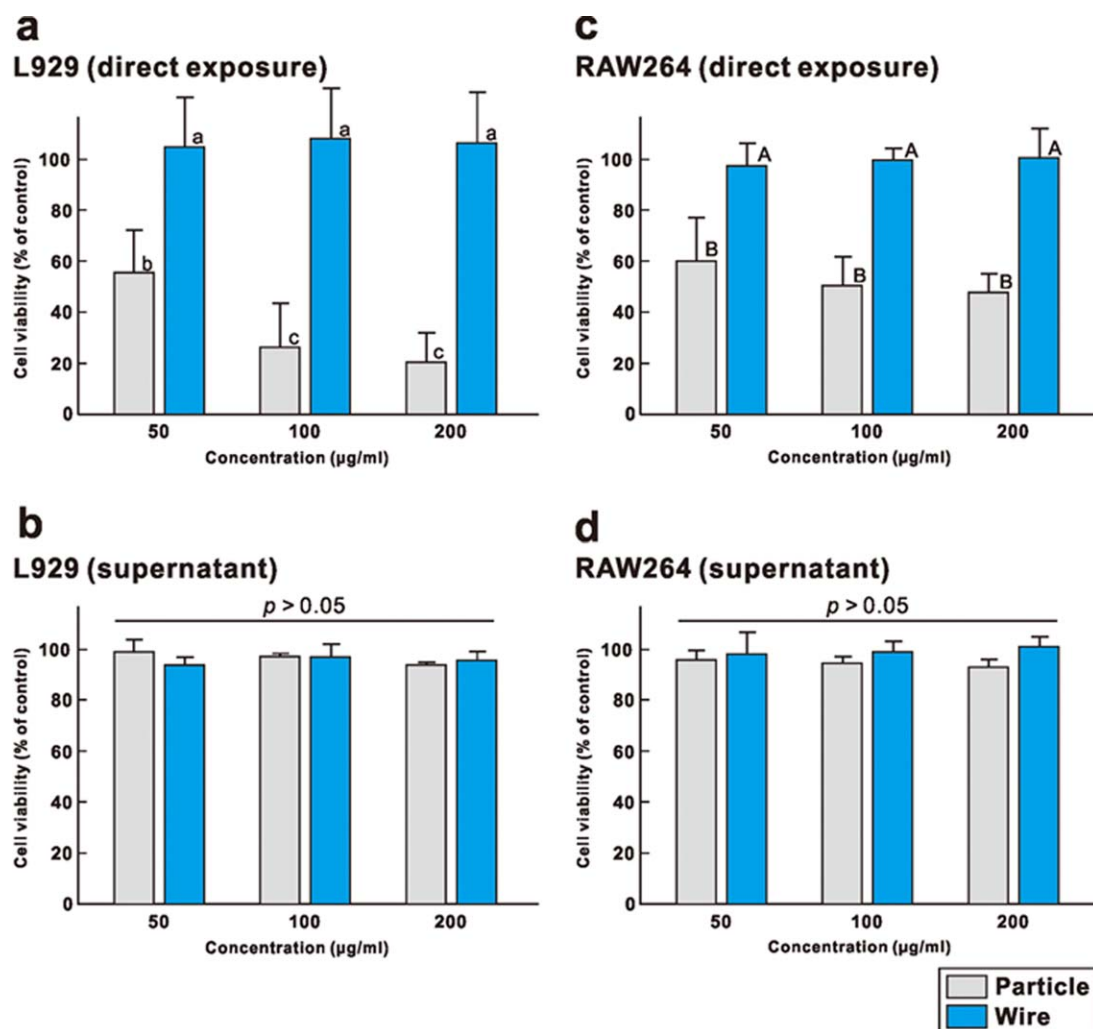 a
L929 (direct exposure)
Cell viability (% of control)
100
80
60
40
20
0
b
a
c
a
c
a
50
100
200
Concentration (µg/ml)
c
RAW264 (direct exposure)
Cell viability (% of control)
100
80
60
40
20
0
B
A
B
A
B
A
50
100
200
Concentration (µg/ml)
b
L929 (supernatant)
p > 0.05
Cell viability (% of control)
100
80
60
40
20
0
50
100
200
Concentration (µg/ml)
d
RAW264 (supernatant)
p > 0.05
Cell viability (% of control)
100
80
60
40
20
0
50
100
200
Concentration (µg/ml)
Particle
Wire